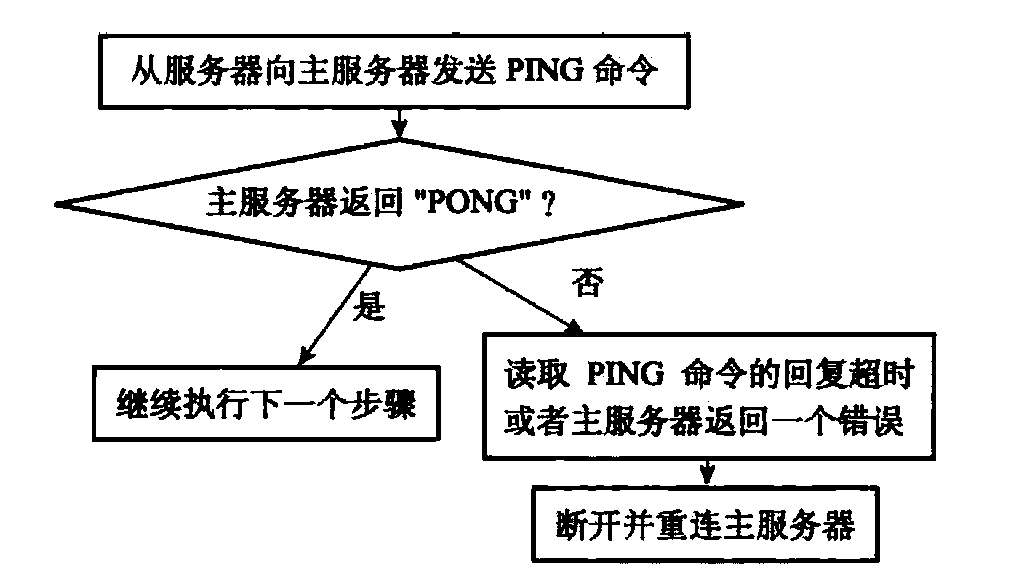 从服务器向主服务器发送 PING 命令
主服务器返回 "PONG"？
是
否
继续执行下一个步骤
读取 PING 命令的回复超时
或者主服务器返回一个错误
断开并重连主服务器